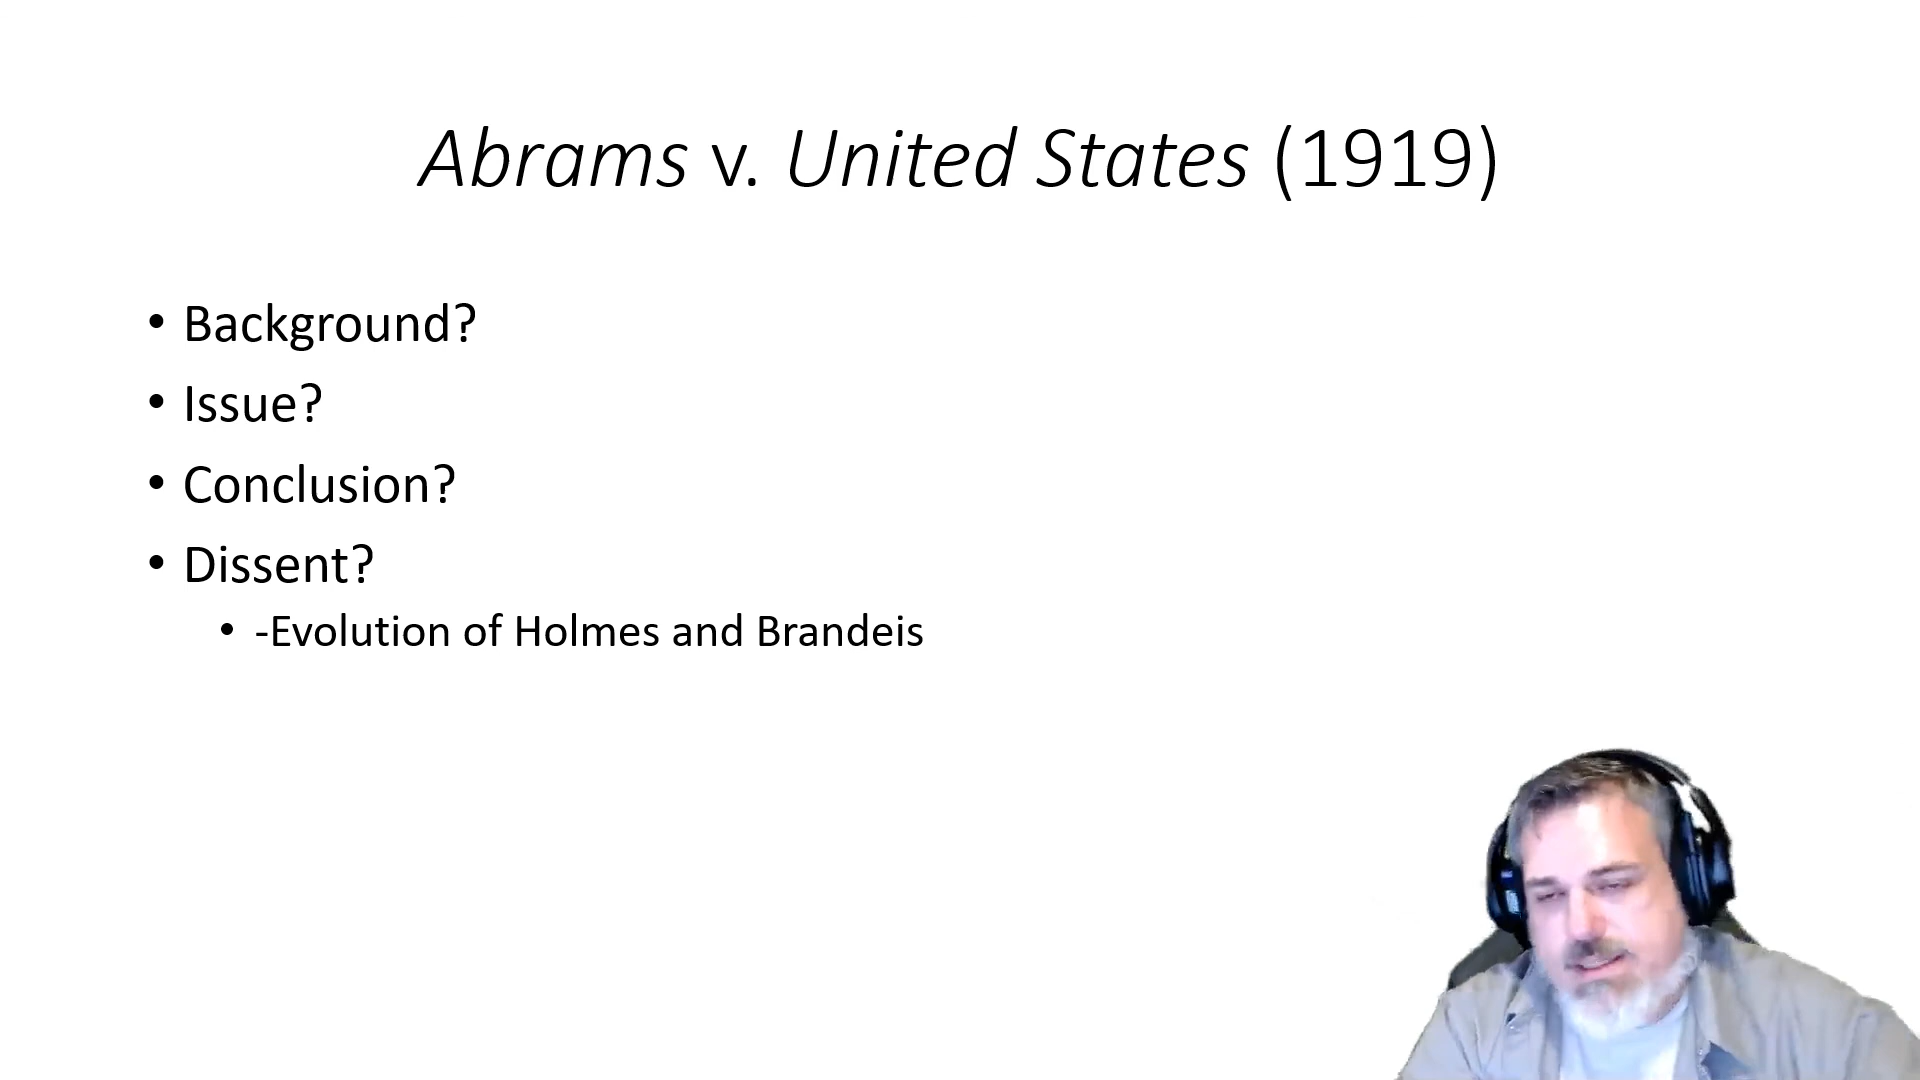 Abrams v. United States (1919)
• Background?
• Issue?
• Conclusion?
• Dissent?
• -Evolution of Holmes and Brandeis